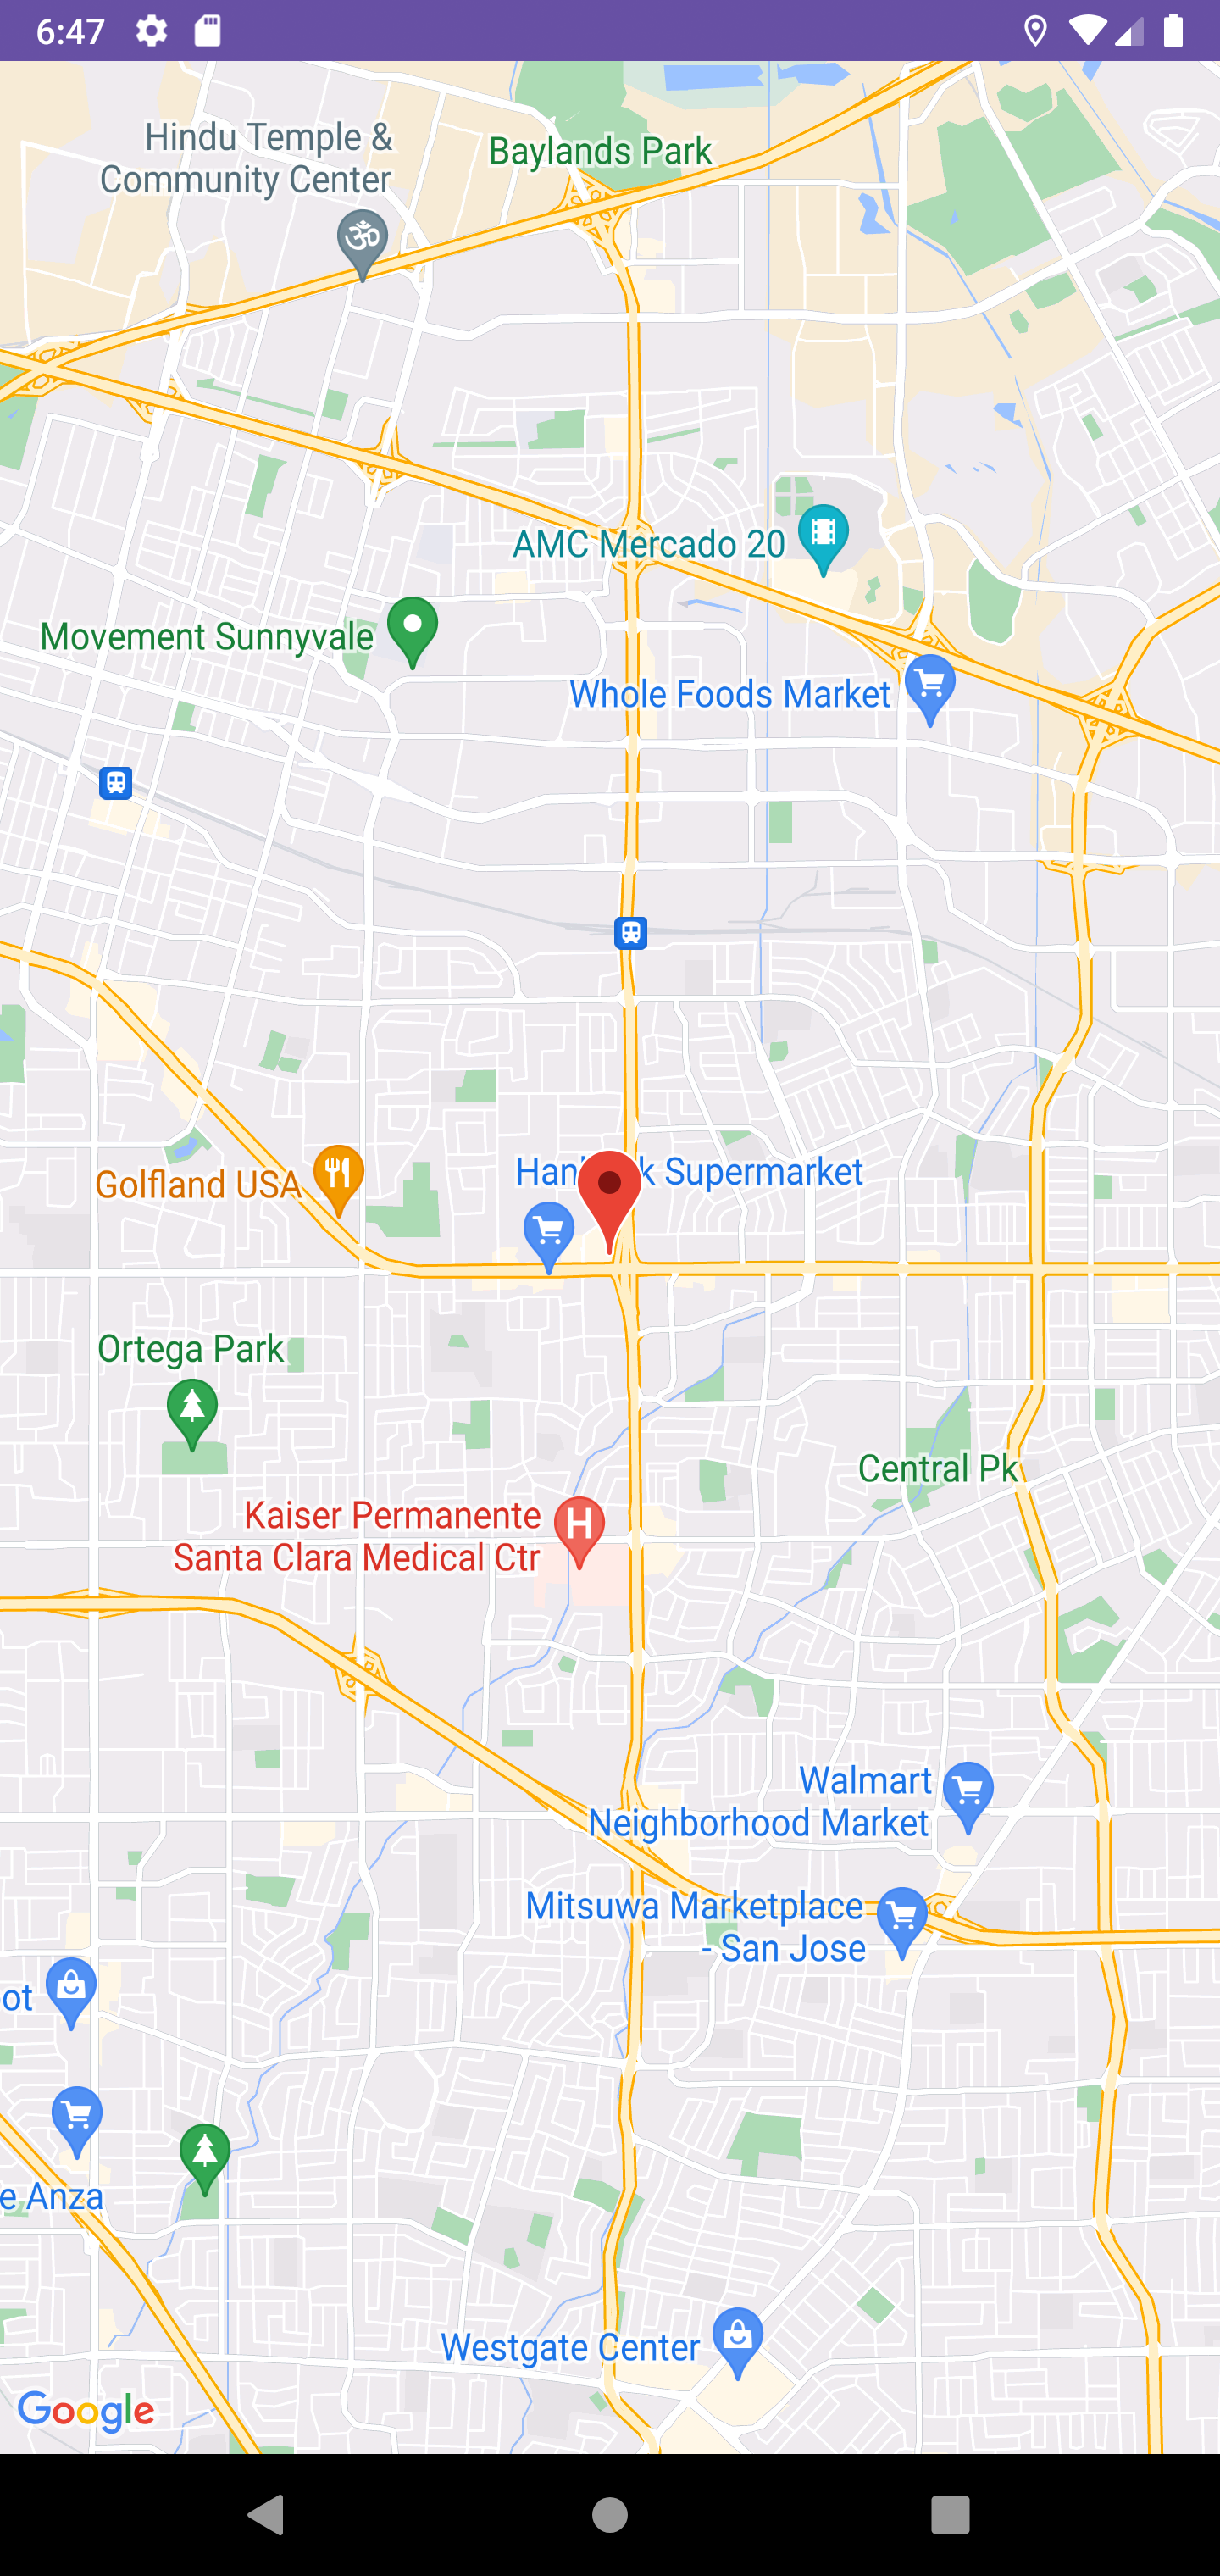 6:47
Hindu Temple &
Community Center
Baylands Park
AMC Mercado 20
Movement Sunnyvale
Whole Foods Market
Supermarket
Golfland USA
Ortega Park
Central Pk
Kaiser Permanente
Santa Clara Medical Ctr
H
Walmart
Neighborhood Market
Mitsuwa Marketplace
- San Jose
ot
e Anza
Westgate Center
Google